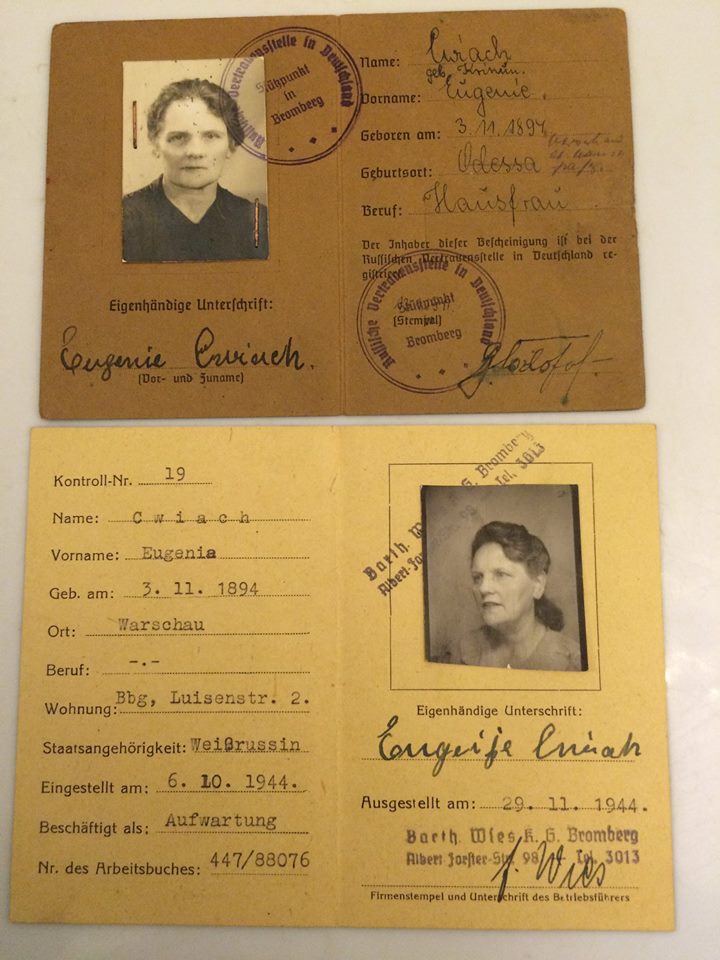 Name: Cwiach
geb.
Vorname: Eugenie.
Geboren am: 3.11.1894
Geburtsort: Odessa
Beruf: Hausfrau
Der Inhaber dieser Bescheinigung ist bei der
Russischen Vertrauensstelle in Deutschland re-
gistriert.
Russische Vertrauensstelle in Deutschland
Stützpunkt
in
Bromberg
Eigenhändige Unterschrift:
Eugenie Cwiach.
(Vor- und Zuname)
Russische Vertrauensstelle in Deutschland
Stützpunkt
(Stempel)
Bromberg
Kontroll-Nr. 19
Name: Cwiach
Vorname: Eugenia
Geb. am: 3. 11. 1894
Ort: Warschau
Beruf: -.-
Wohnung: Bbg, Luisenstr. 2.
Staatsangehörigkeit: Weißrussin
Eingestellt am: 6. 10. 1944.
Beschäftigt als: Aufwartung
Nr. des Arbeitsbuches: 447/88076
Barth. W K. G. Bromberg
Albert-Forster- Tel. 3013
Eigenhändige Unterschrift:
Cwiach
Ausgestellt am: 29. 11. 1944.
Barth. Wies K. G. Bromberg
Albert Forster-Str. 98 Tel. 3013
Wies
Firmenstempel und Unterschrift des Betriebsführers